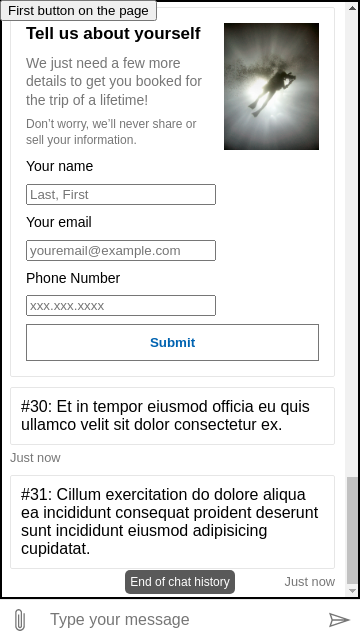 First button on the page
Tell us about yourself
We just need a few more
details to get you booked for
the trip of a lifetime!
Don't worry, we'll never share or
sell your information.
Your name
Last, First
Your email
youremail@example.com
Phone Number
xxx.xxx.xxxx
Submit
#30: Et in tempor eiusmod officia eu quis
ullamco velit sit dolor consectetur ex.
Just now
#31: Cillum exercitation do dolore aliqua
ea incididunt consequat proident deserunt
sunt incididunt eiusmod adipisicing
cupidatat.
End of chat history
Just now
Type your message